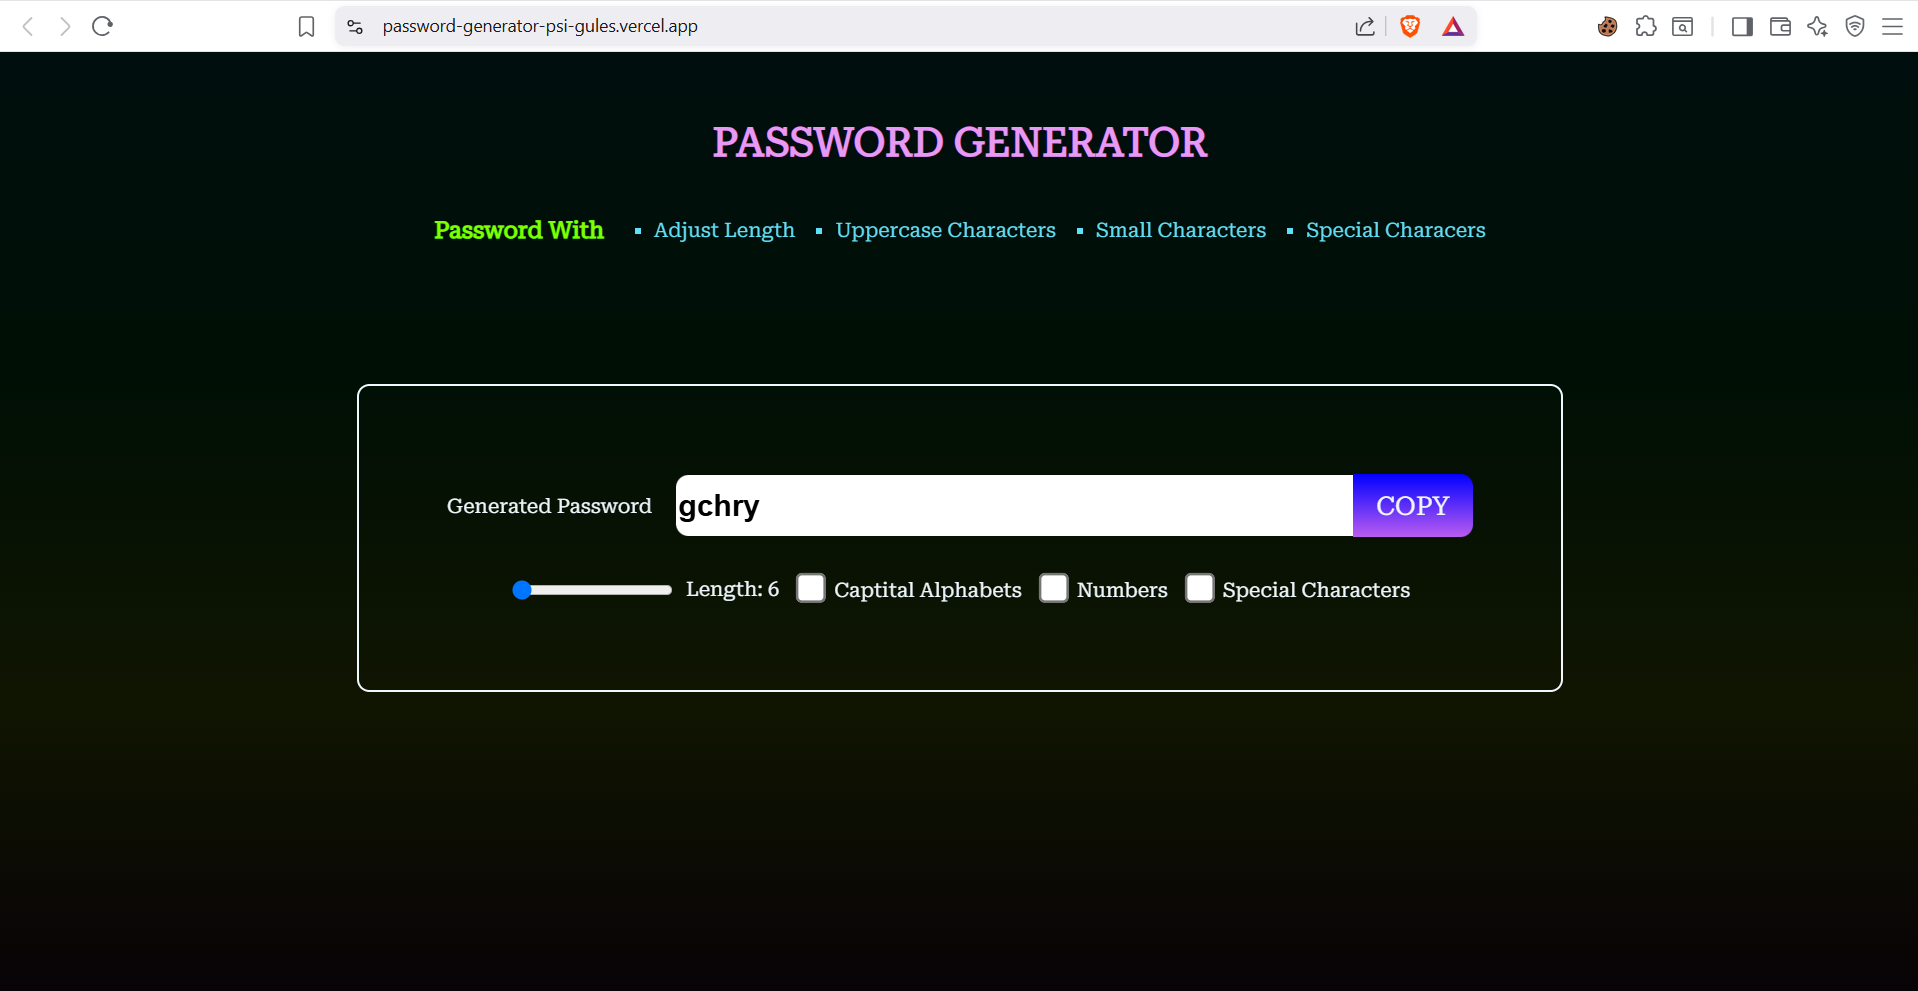 password-generator-psi-gules.vercel.app
PASSWORD GENERATOR
Password With ▪ Adjust Length ▪ Uppercase Characters ▪ Small Characters ▪ Special Characers
Generated Password gchry COPY
Length: 6 Captital Alphabets Numbers Special Characters